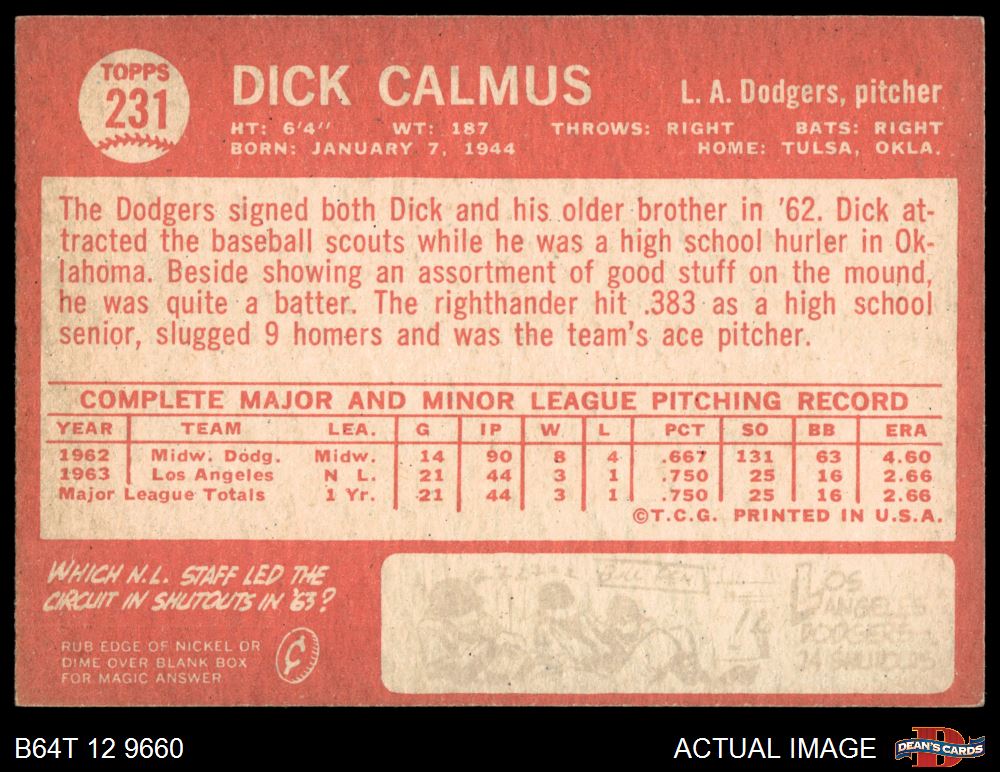 TOPPS
231
DICK CALMUS
L. A. Dodgers, pitcher
HT: 6'4" WT: 187 THROWS: RIGHT BATS: RIGHT
BORN: JANUARY 7, 1944 HOME: TULSA, OKLA.
The Dodgers signed both Dick and his older brother in '62. Dick at-
tracted the baseball scouts while he was a high school hurler in Ok-
lahoma. Beside showing an assortment of good stuff on the mound,
he was quite a batter. The righthander hit .383 as a high school
senior, slugged 9 homers and was the team's ace pitcher.
COMPLETE MAJOR AND MINOR LEAGUE PITCHING RECORD
YEAR TEAM LEA. G IP W L PCT SO BB ERA
1962 Midw. Dodg. Midw. 14 90 8 4 .667 131 63 4.60
1963 Los Angeles N L. 21 44 3 1 .750 25 16 2.66
Major League Totals 1 Yr. 21 44 3 1 .750 25 16 2.66
©T.C.G. PRINTED IN U.S.A.
WHICH N.L. STAFF LED THE
CIRCUIT IN SHUTOUTS IN '63?
RUB EDGE OF NICKEL OR
DIME OVER BLANK BOX
FOR MAGIC ANSWER
LOS
ANGELES
DODGERS
B64T 12 9660
ACTUAL IMAGE
DEAN'S CARDS